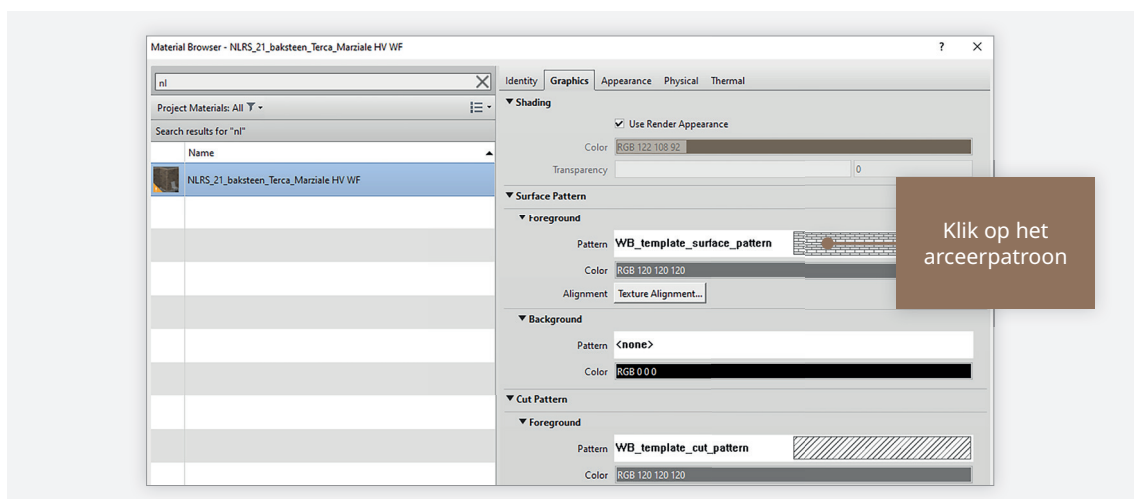 Material Browser - NLRS_21_baksteen_Terca_Marziale HV WF
?
nl
Project Materials: All
Search results for "nl"
Name
NLRS_21_baksteen_Terca_Marziale HV WF
Identity Graphics Appearance Physical Thermal
Shading
Use Render Appearance
Color RGB 122 108 92
Transparency 0
Surface Pattern
Foreground
Pattern WB_template_surface_pattern
Color RGB 120 120 120
Alignment Texture Alignment...
Background
Pattern <none>
Color RGB 0 0 0
Cut Pattern
Foreground
Pattern WB_template_cut_pattern
Color RGB 120 120 120
Klik op het
arceerpatroon